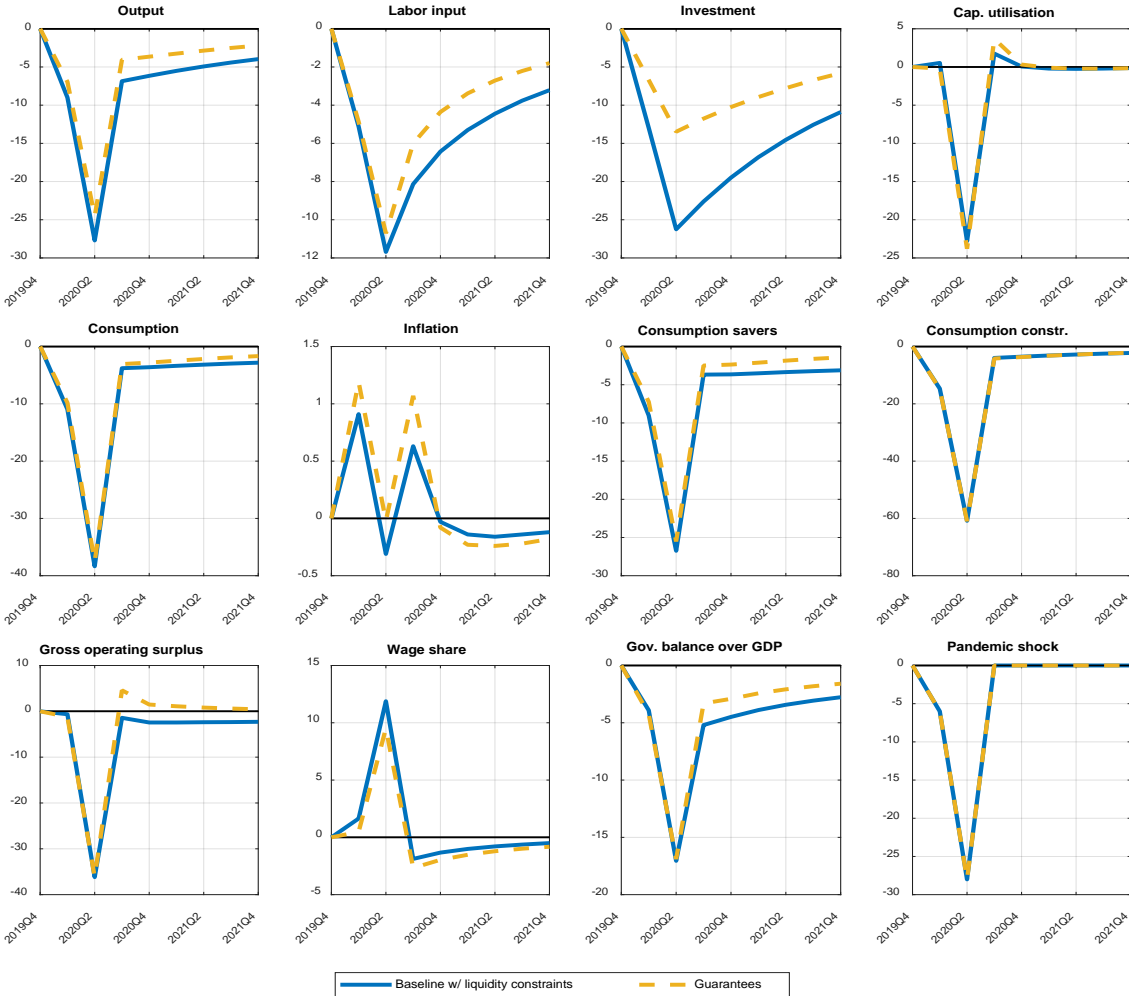 Output
0
-5
-10
-15
-20
-25
-30
2019Q4
2020Q2
2020Q4
2021Q2
2021Q4
Labor input
0
-2
-4
-6
-8
-10
-12
2019Q4
2020Q2
2020Q4
2021Q2
2021Q4
Investment
0
-5
-10
-15
-20
-25
-30
2019Q4
2020Q2
2020Q4
2021Q2
2021Q4
Cap. utilisation
5
0
5
-10
-15
-20
25
2019Q4
2020Q2
2020Q4
2021Q2
2021Q4
Consumption
0
-10
-20
-30
-40
2019Q4
2020Q2
2020Q4
2021Q2
2021Q4
Inflation
1.5
1
0.5
0
-0.5
2019Q4
2020Q2
2020Q4
2021Q2
2021Q4
Consumption savers
0
-5
-10
-15
-20
-25
-30
2019Q4
2020Q2
2020Q4
2021Q2
2021Q4
Consumption constr.
0
-20
-40
-60
-80
2019Q4
2020Q2
2020Q4
2021Q2
2021Q4
Gross operating surplus
10
0
-10
-20
-30
-40
2019Q4
2020Q2
2020Q4
2021Q2
2021Q4
Wage share
15
10
5
0
-5
2019Q4
2020Q2
2020Q4
2021Q2
2021Q4
Gov. balance over GDP
0
-5
-10
-15
-20
2019Q4
2020Q2
2020Q4
2021Q2
2021Q4
Pandemic shock
0
-5
-10
-15
-20
-25
-30
2019Q4
2020Q2
2020Q4
2021Q2
2021Q4
Baseline w/ liquidity constraints
Guarantees